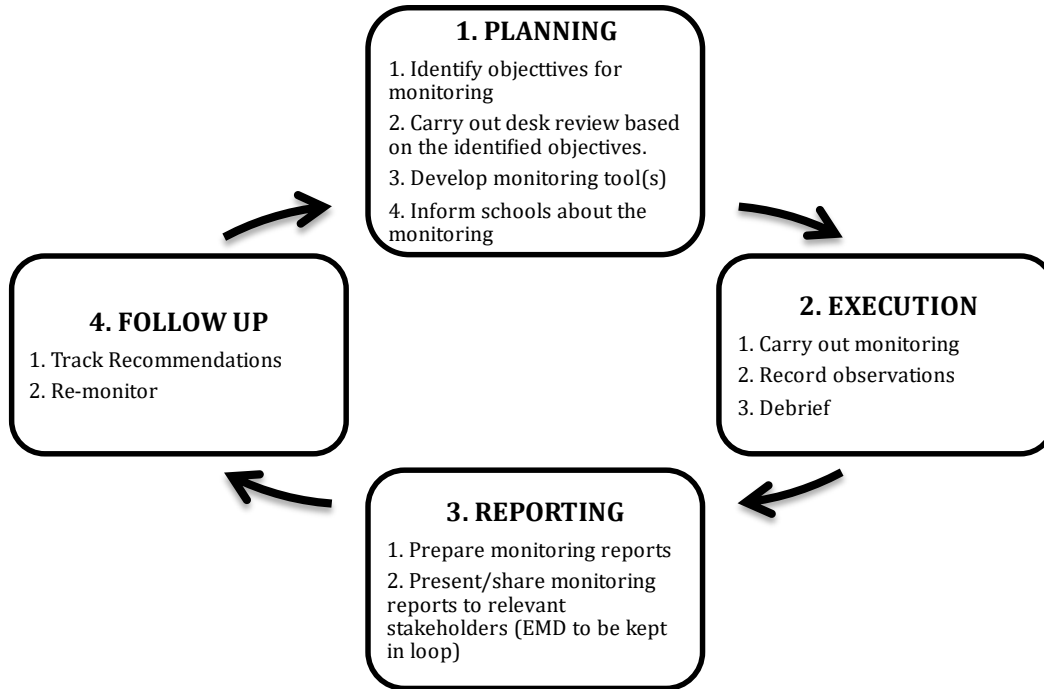 1. PLANNING
1. Identify objecttives for
monitoring
2. Carry out desk review based
on the identified objectives.
3. Develop monitoring tool(s)
4. Inform schools about the
monitoring
2. EXECUTION
1. Carry out monitoring
2. Record observations
3. Debrief
3. REPORTING
1. Prepare monitoring reports
2. Present/share monitoring
reports to relevant
stakeholders (EMD to be kept
in loop)
4. FOLLOW UP
1. Track Recommendations
2. Re-monitor